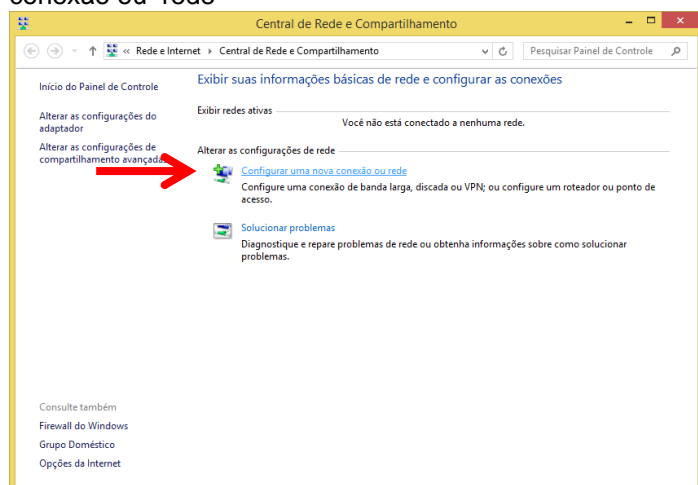 conexão ou rede
Central de Rede e Compartilhamento
« Rede e Internet ▸ Central de Rede e Compartilhamento
Pesquisar Painel de Controle
Início do Painel de Controle
Alterar as configurações do
adaptador
Alterar as configurações de
compartilhamento avançadas
Exibir suas informações básicas de rede e configurar as conexões
Exibir redes ativas
Você não está conectado a nenhuma rede.
Alterar as configurações de rede
Configurar uma nova conexão ou rede
Configure uma conexão de banda larga, discada ou VPN; ou configure um roteador ou ponto de
acesso.
Solucionar problemas
Diagnostique e repare problemas de rede ou obtenha informações sobre como solucionar
problemas.
Consulte também
Firewall do Windows
Grupo Doméstico
Opções da Internet